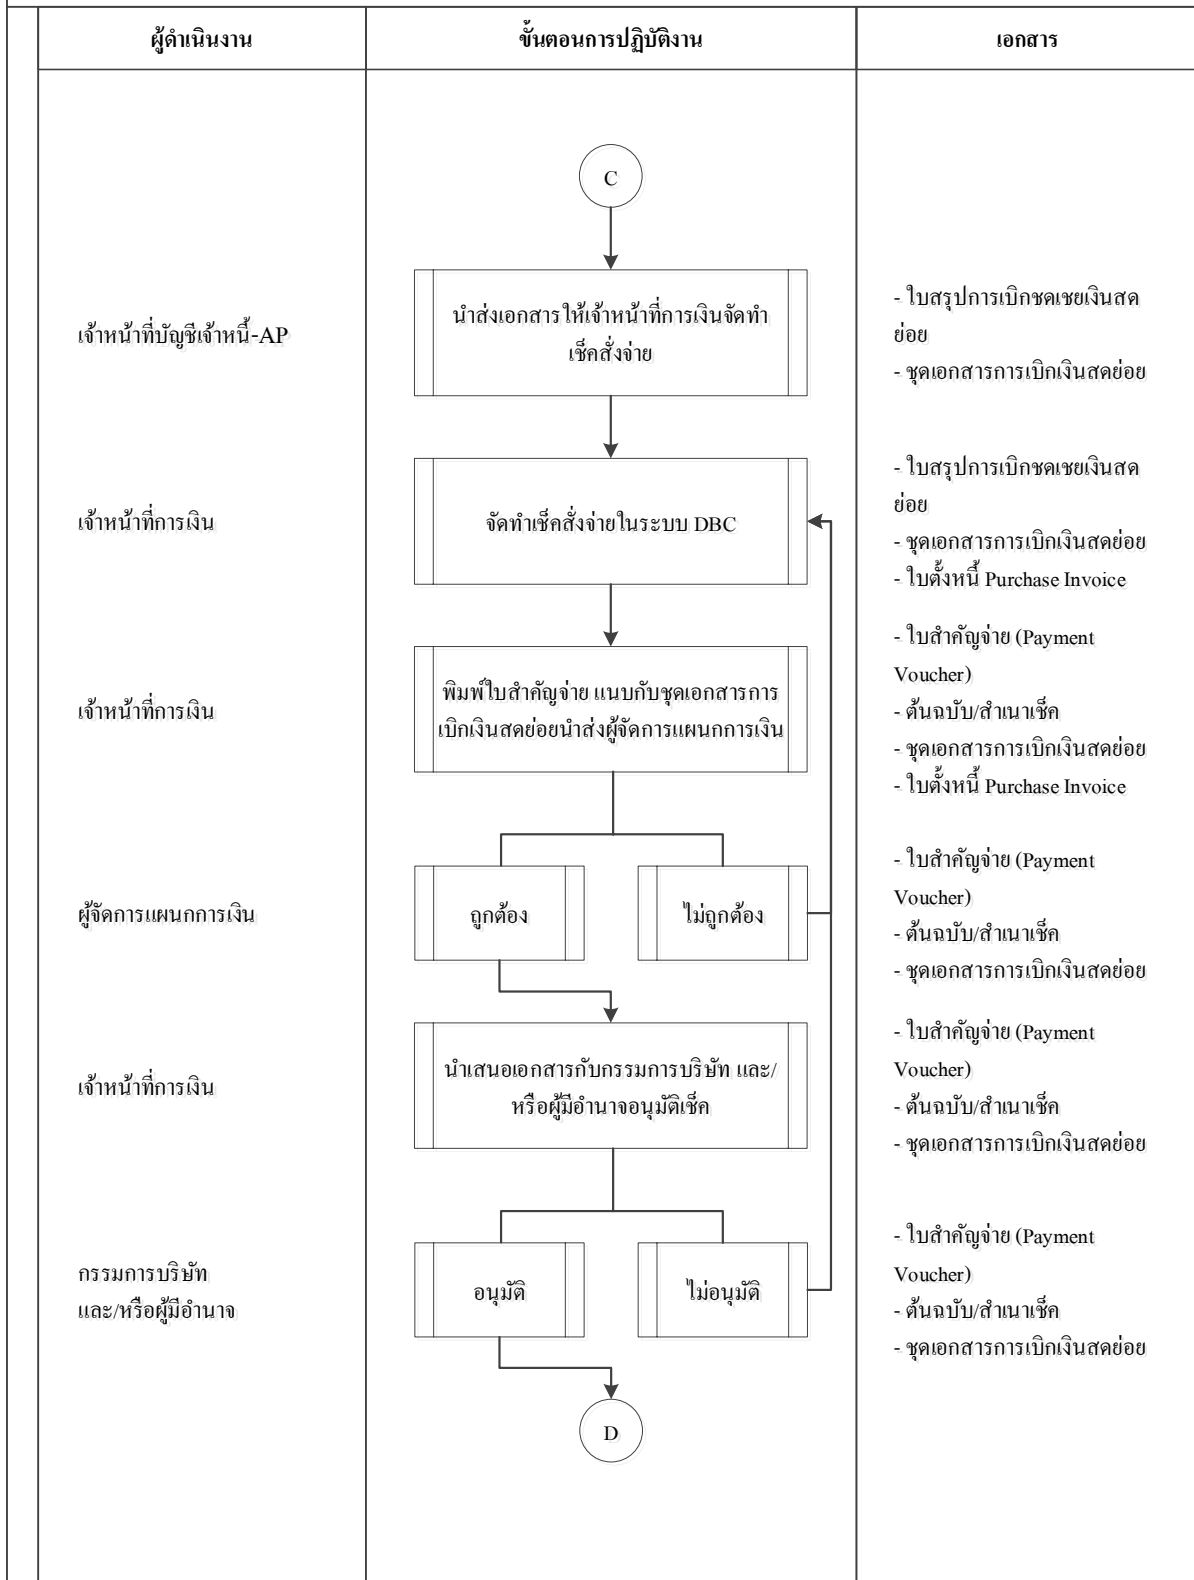 ผู้ดำเนินงาน
ขั้นตอนการปฏิบัติงาน
เอกสาร
C
เจ้าหน้าที่บัญชีเจ้าหนี้-AP
นำส่งเอกสารให้เจ้าหน้าที่การเงินจัดทำ
เช็คสั่งจ่าย
- ใบสรุปการเบิกชดเชยเงินสด
ย่อย
- ชุดเอกสารการเบิกเงินสดย่อย
เจ้าหน้าที่การเงิน
จัดทำเช็คสั่งจ่ายในระบบ DBC
- ใบสรุปการเบิกชดเชยเงินสด
ย่อย
- ชุดเอกสารการเบิกเงินสดย่อย
- ใบตั้งหนี้ Purchase Invoice
เจ้าหน้าที่การเงิน
พิมพ์ใบสำคัญจ่าย แนบกับชุดเอกสารการ
เบิกเงินสดย่อยนำส่งผู้จัดการแผนกการเงิน
- ใบสำคัญจ่าย (Payment
Voucher)
- ต้นฉบับ/สำเนาเช็ค
- ชุดเอกสารการเบิกเงินสดย่อย
- ใบตั้งหนี้ Purchase Invoice
ผู้จัดการแผนกการเงิน
ถูกต้อง
ไม่ถูกต้อง
- ใบสำคัญจ่าย (Payment
Voucher)
- ต้นฉบับ/สำเนาเช็ค
- ชุดเอกสารการเบิกเงินสดย่อย
เจ้าหน้าที่การเงิน
นำเสนอเอกสารกับกรรมการบริษัท และ/
หรือผู้มีอำนาจอนุมัติเช็ค
- ใบสำคัญจ่าย (Payment
Voucher)
- ต้นฉบับ/สำเนาเช็ค
- ชุดเอกสารการเบิกเงินสดย่อย
กรรมการบริษัท
และ/หรือผู้มีอำนาจ
อนุมัติ
ไม่อนุมัติ
- ใบสำคัญจ่าย (Payment
Voucher)
- ต้นฉบับ/สำเนาเช็ค
- ชุดเอกสารการเบิกเงินสดย่อย
D